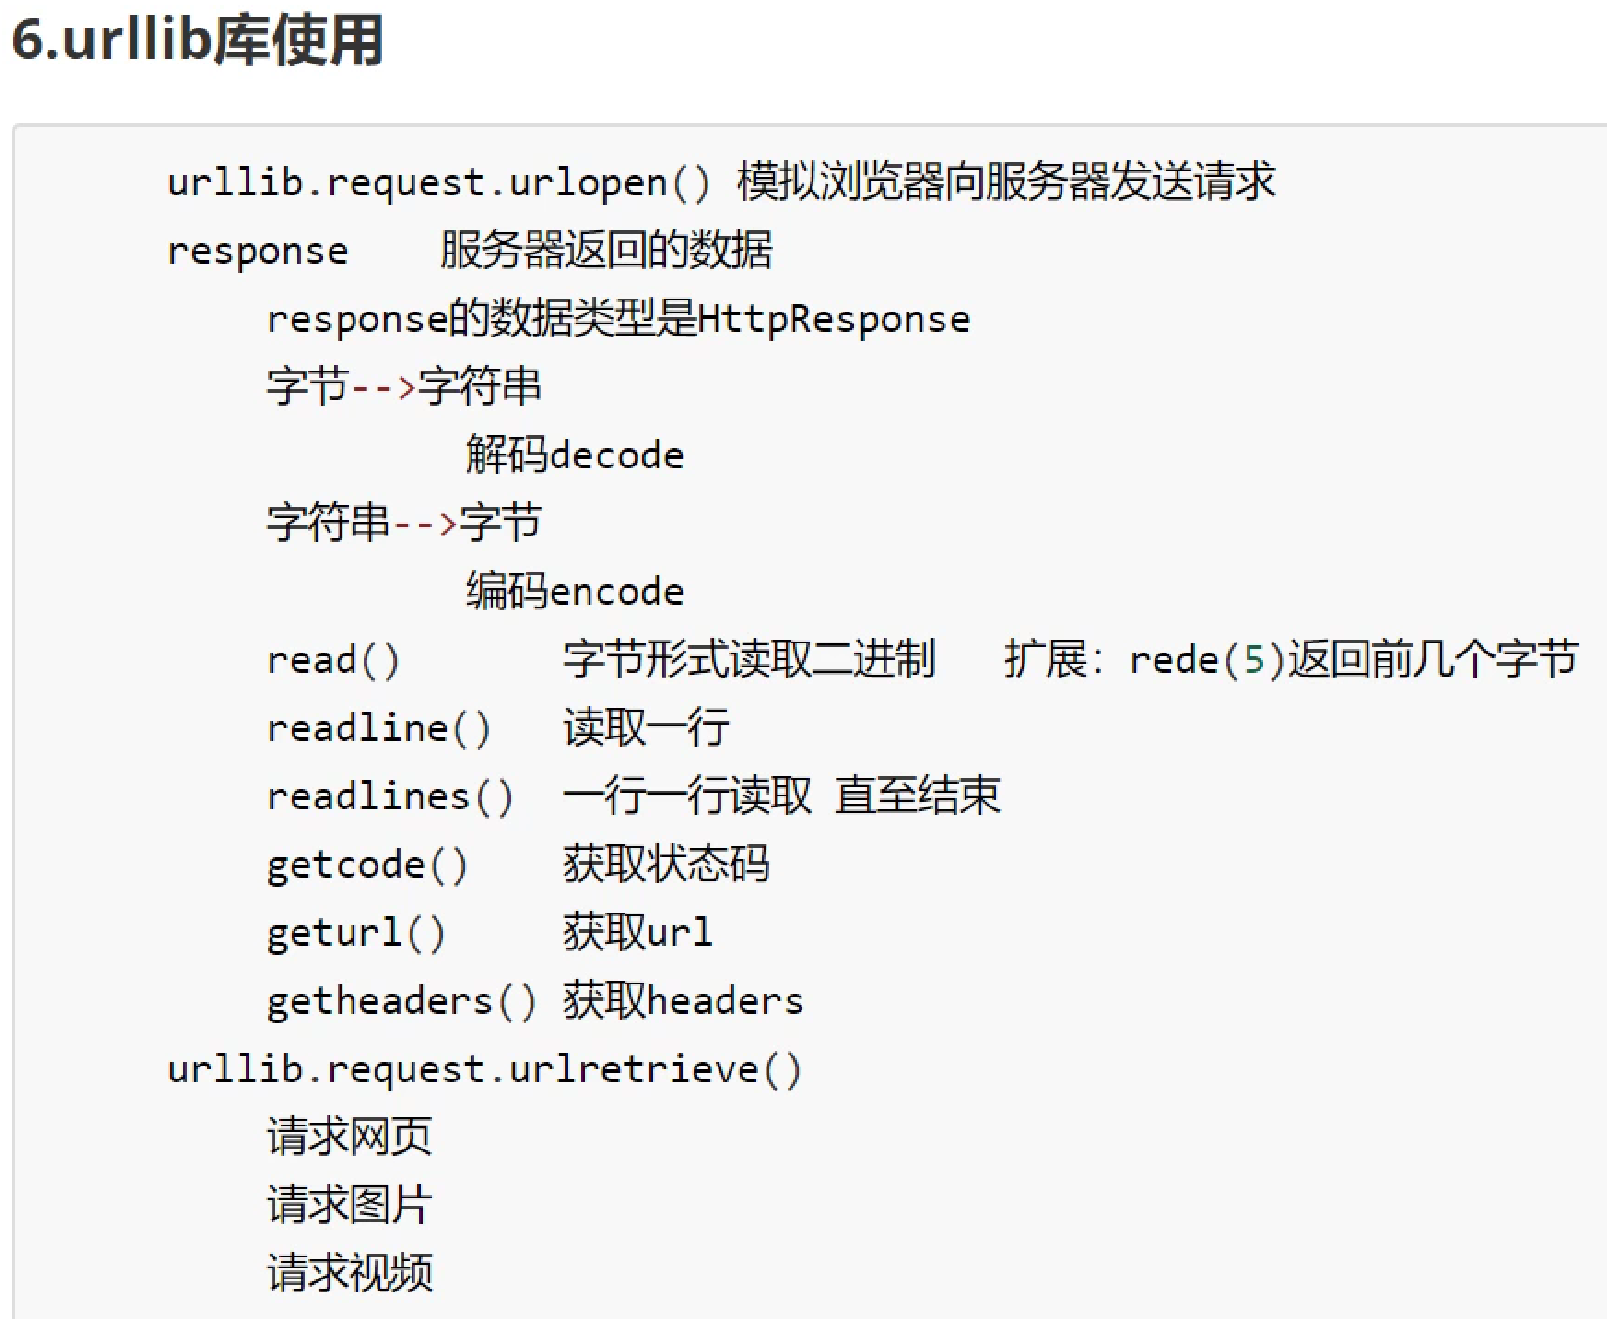 6.urllib库使用
urllib.request.urlopen() 模拟浏览器向服务器发送请求
response 服务器返回的数据
response的数据类型是HttpResponse
字节-->字符串
解码decode
字符串-->字节
编码encode
read() 字节形式读取二进制 扩展：rede(5)返回前几个字节
readline() 读取一行
readlines() 一行一行读取 直至结束
getcode() 获取状态码
geturl() 获取url
getheaders() 获取headers
urllib.request.urlretrieve()
请求网页
请求图片
请求视频